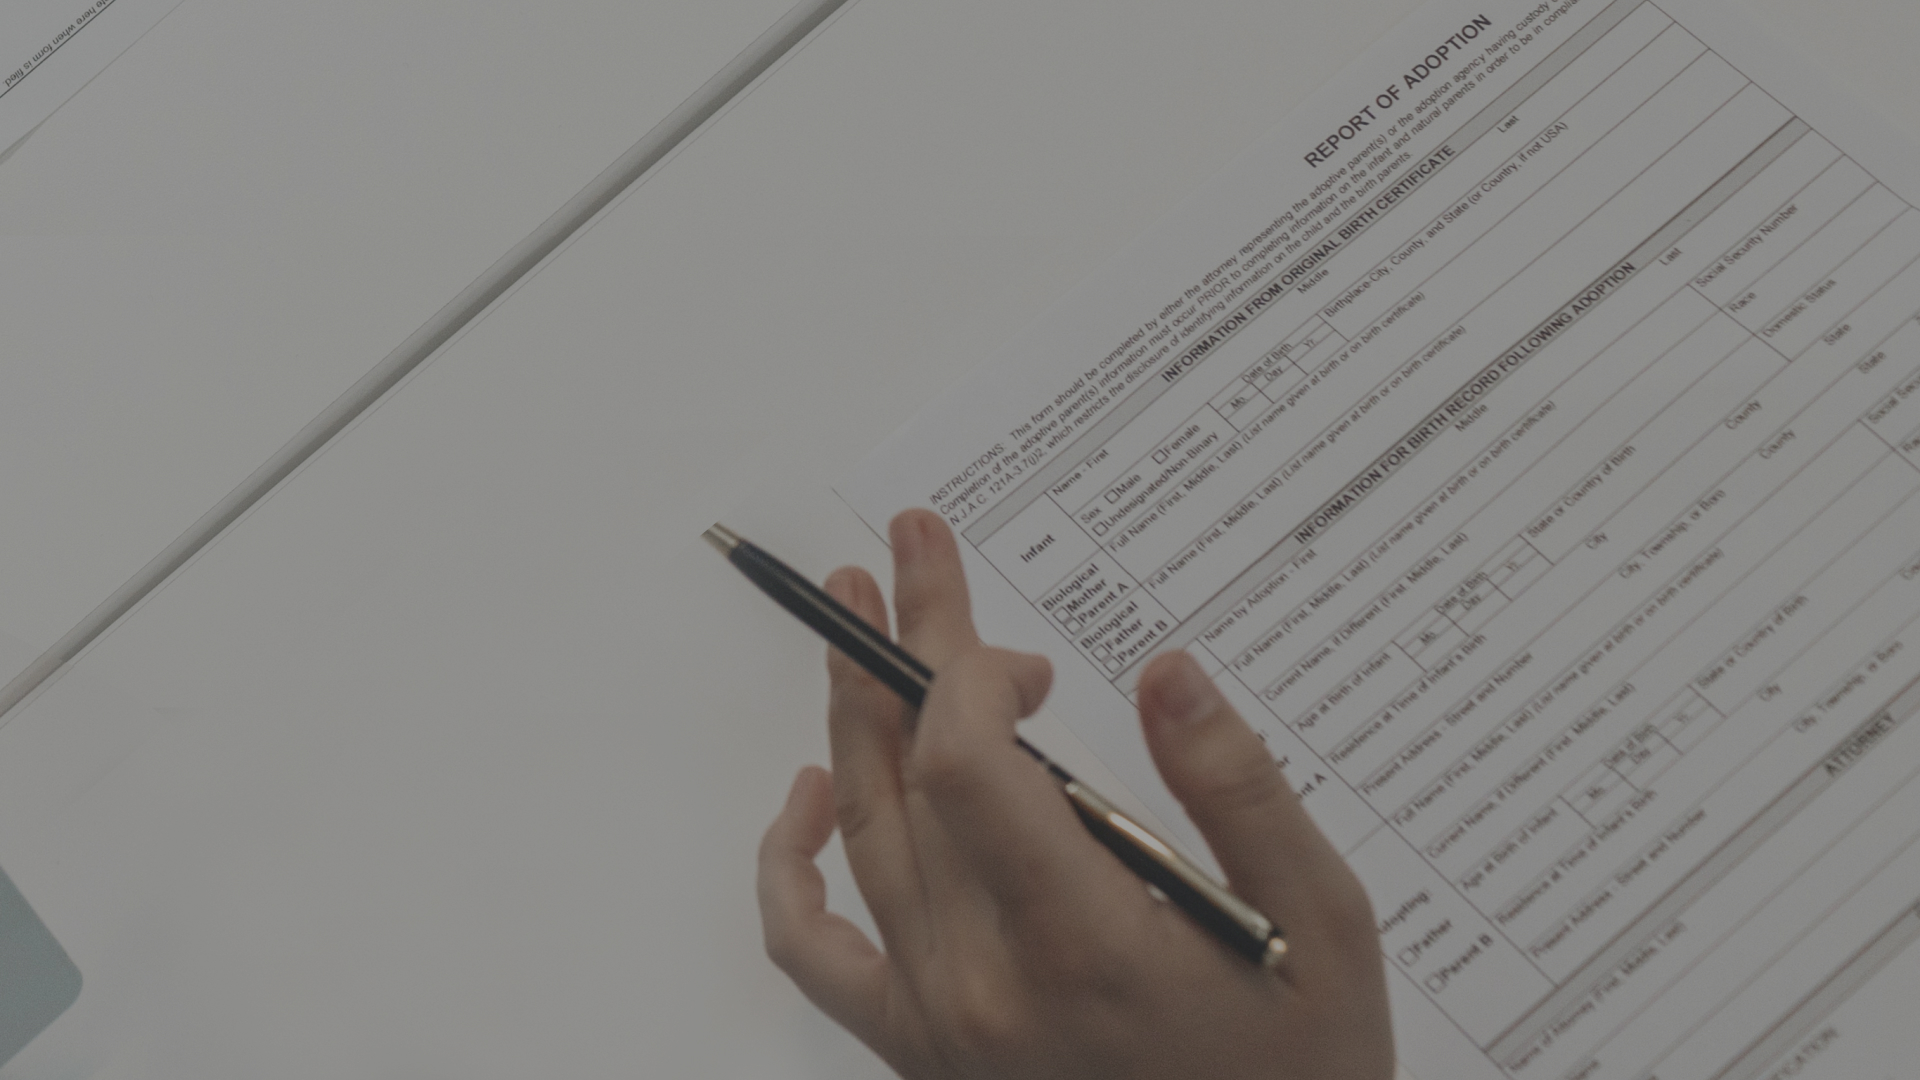 te here when form is filed.
REPORT OF ADOPTION
INSTRUCTIONS: This form should be completed by either the attorney representing the adoptive parent(s) or the adoption agency having custody
Completion of the adoptive parent(s) information must occur PRIOR to completing information on the infant and natural parents in order to be in complia
N.J.A.C. 121A-3.7(j)2, which restricts the disclosure of identifying information on the child and the birth parents.
INFORMATION FROM ORIGINAL BIRTH CERTIFICATE
Infant
Name - First
Middle
Last
Sex
Male
Female
Undesignated/Non-Binary
Date of Birth
Mo.
Day
Yr.
Birthplace-City, County, and State (or Country, if not USA)
Biological
Mother
Parent A
Full Name (First, Middle, Last) (List name given at birth or on birth certificate)
Biological
Father
Parent B
Full Name (First, Middle, Last) (List name given at birth or on birth certificate)
INFORMATION FOR BIRTH RECORD FOLLOWING ADOPTION
Name by Adoption - First
Middle
Last
Full Name (First, Middle, Last) (List name given at birth or on birth certificate)
Social Security Number
Current Name, if Different (First, Middle, Last)
Race
Age at Birth of Infant
Date of Birth
Mo.
Day
Yr.
State or Country of Birth
Domestic Status
Residence at Time of Infant's Birth
City
County
State
Present Address - Street and Number
City, Township, or Boro
County
State
nt A
Full Name (First, Middle, Last) (List name given at birth or on birth certificate)
Social Secu
Current Name, if Different (First, Middle, Last)
Ra
Age at Birth of Infant
Date of Birth
Mo.
Day
Yr.
State or Country of Birth
Residence at Time of Infant's Birth
City
Cou
Present Address - Street and Number
City, Township, or Boro
dopting
Father
Parent B
ATTORNEY
Name of Attorney (First, Middle, Last)